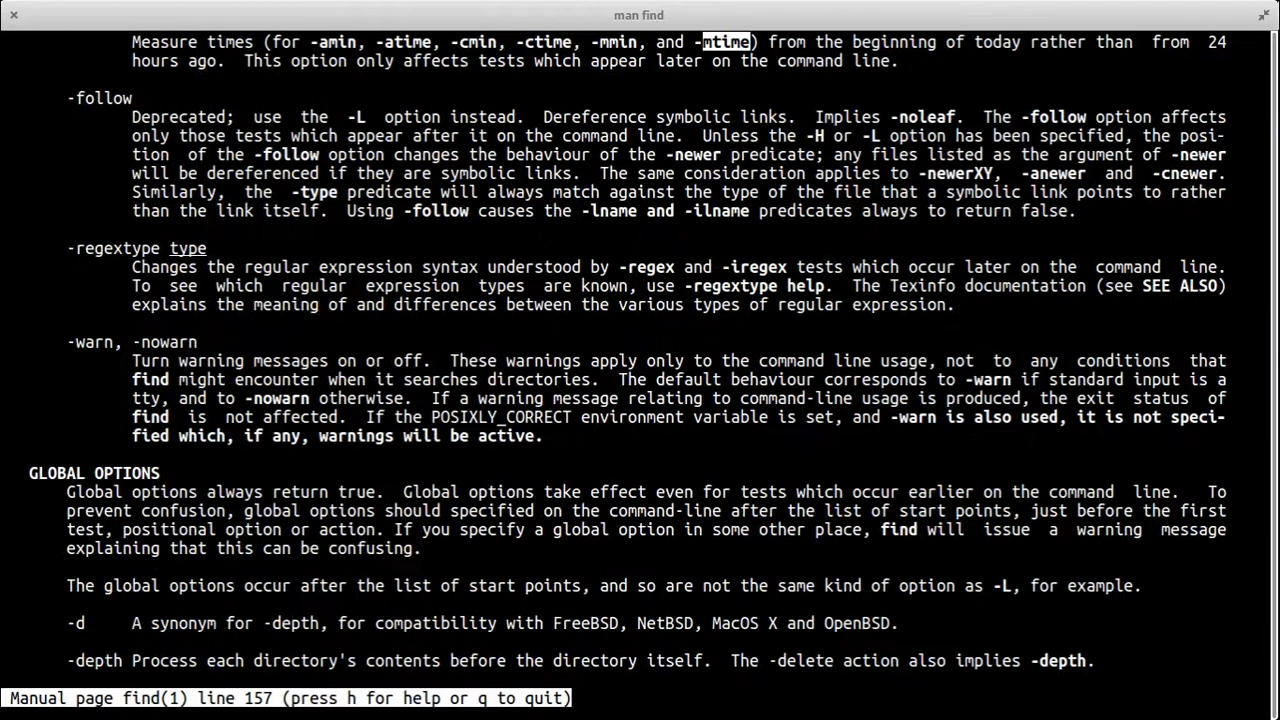 man find
Measure times (for -amin, -atime, -cmin, -ctime, -mmin, and -mtime) from the beginning of today rather than from 24
hours ago. This option only affects tests which appear later on the command line.
-follow
Deprecated; use the -L option instead. Dereference symbolic links. Implies -noleaf. The -follow option affects
only those tests which appear after it on the command line. Unless the -H or -L option has been specified, the posi-
tion of the -follow option changes the behaviour of the -newer predicate; any files listed as the argument of -newer
will be dereferenced if they are symbolic links. The same consideration applies to -newerXY, -anewer and -cnewer.
Similarly, the -type predicate will always match against the type of the file that a symbolic link points to rather
than the link itself. Using -follow causes the -lname and -ilname predicates always to return false.
-regextype type
Changes the regular expression syntax understood by -regex and -iregex tests which occur later on the command line.
To see which regular expression types are known, use -regextype help. The Texinfo documentation (see SEE ALSO)
explains the meaning of and differences between the various types of regular expression.
-warn, -nowarn
Turn warning messages on or off. These warnings apply only to the command line usage, not to any conditions that
find might encounter when it searches directories. The default behaviour corresponds to -warn if standard input is a
tty, and to -nowarn otherwise. If a warning message relating to command-line usage is produced, the exit status of
find is not affected. If the POSIXLY_CORRECT environment variable is set, and -warn is also used, it is not speci-
fied which, if any, warnings will be active.
GLOBAL OPTIONS
Global options always return true. Global options take effect even for tests which occur earlier on the command line. To
prevent confusion, global options should specified on the command-line after the list of start points, just before the first
test, positional option or action. If you specify a global option in some other place, find will issue a warning message
explaining that this can be confusing.
The global options occur after the list of start points, and so are not the same kind of option as -L, for example.
-d A synonym for -depth, for compatibility with FreeBSD, NetBSD, MacOS X and OpenBSD.
-depth Process each directory's contents before the directory itself. The -delete action also implies -depth.
Manual page find(1) line 157 (press h for help or q to quit)